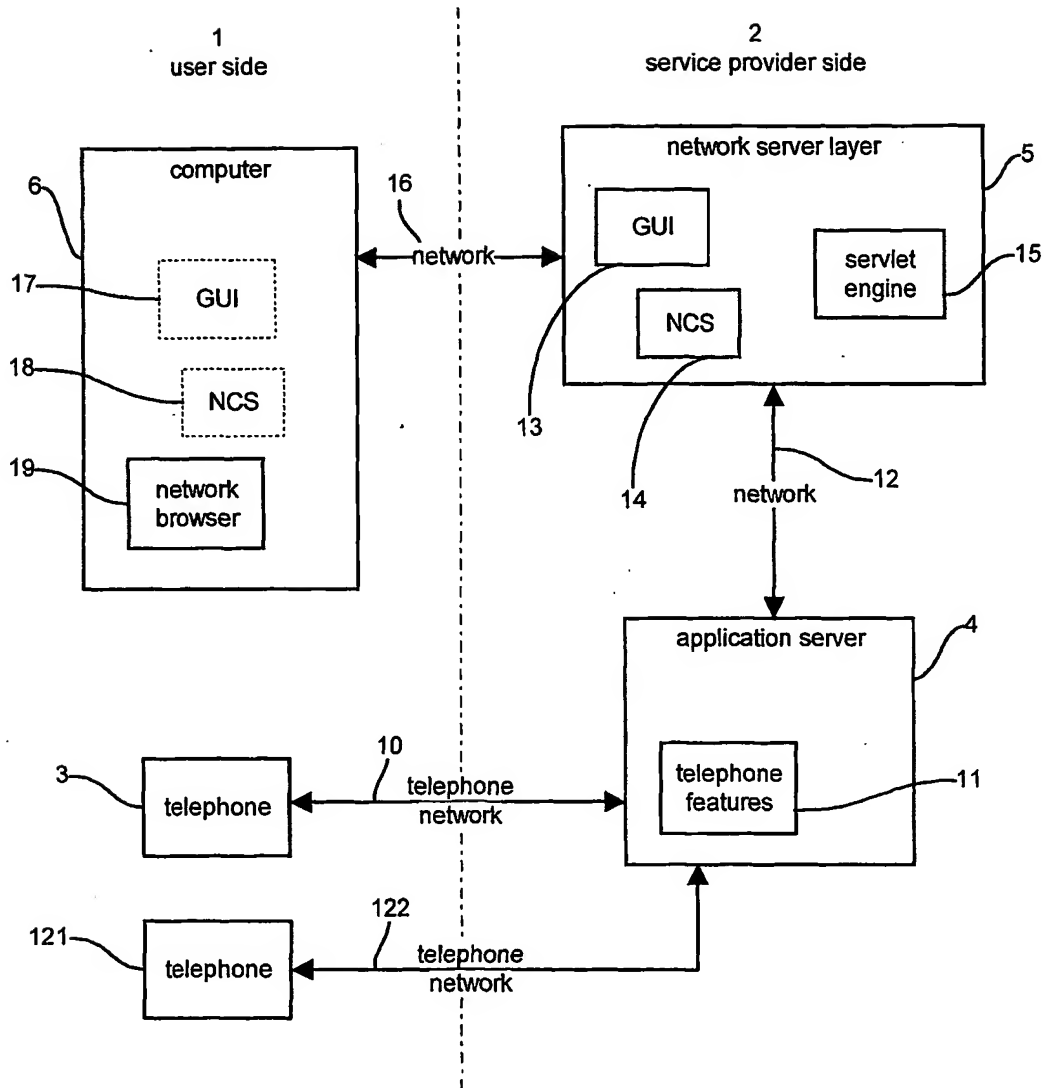 1
user side
2
service provider side
computer
6
17
GUI
18
NCS
19
network
browser
16
network
network server layer
5
GUI
servlet
engine
15
NCS
13
14
12
network
application server
4
telephone
features
11
3
telephone
10
telephone
network
121
telephone
122
telephone
network